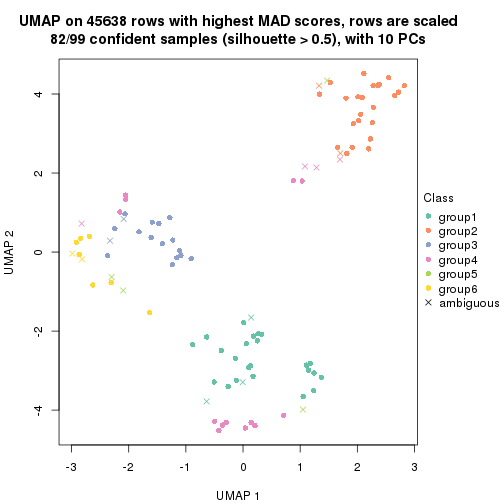 UMAP on 45638 rows with highest MAD scores, rows are scaled
82/99 confident samples (silhouette > 0.5), with 10 PCs
4
2
0
-2
-4
UMAP 2
-3
-2
-1
0
1
2
3
UMAP 1
Class
group1
group2
group3
group4
group5
group6
ambiguous